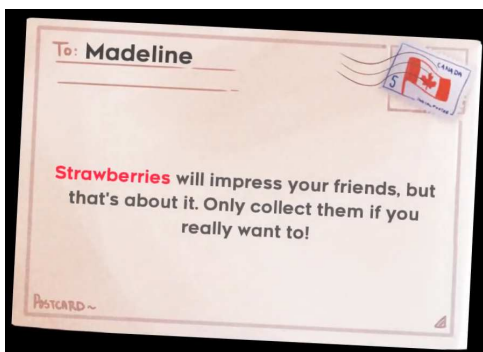 To: Madeline
CANADA
5
Strawberries will impress your friends, but
that's about it. Only collect them if you
really want to!
POSTCARD~